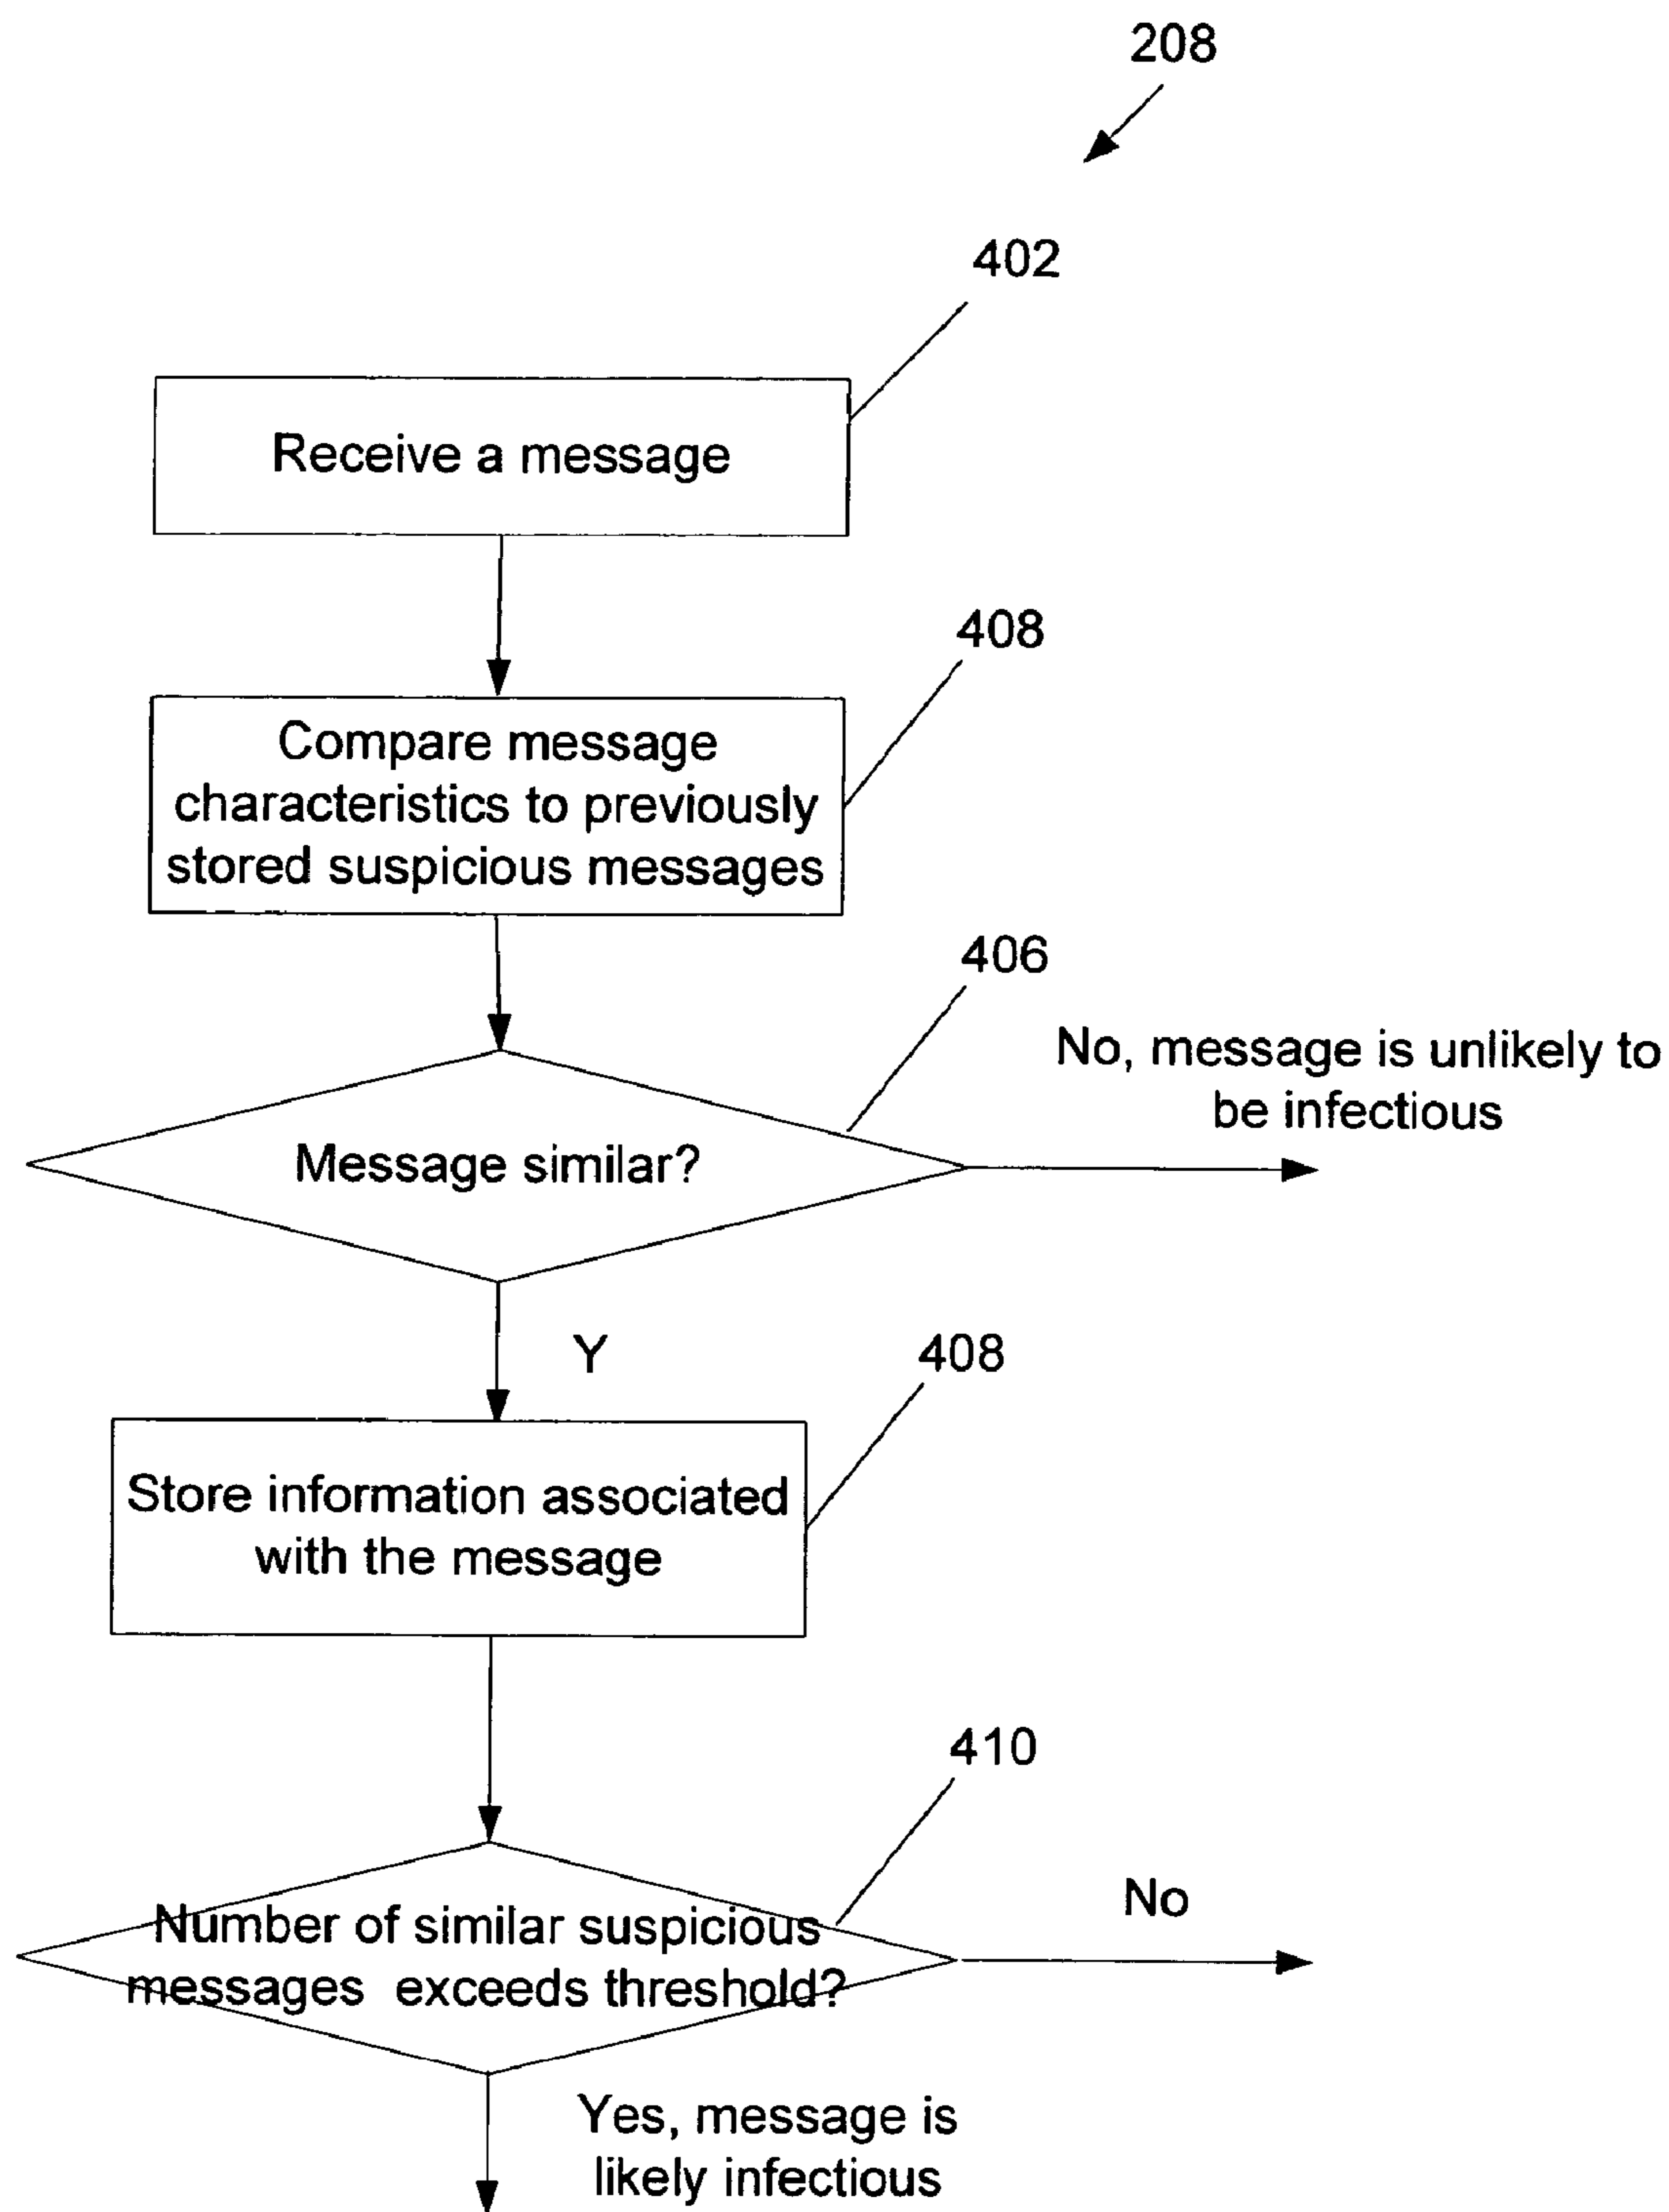 208
402
Receive a message
408
Compare message
characteristics to previously
stored suspicious messages
406
No, message is unlikely to
be infectious
Message similar?
Y
408
Store information associated
with the message
410
No
Number of similar suspicious
messages exceeds threshold?
Yes, message is
likely infectious